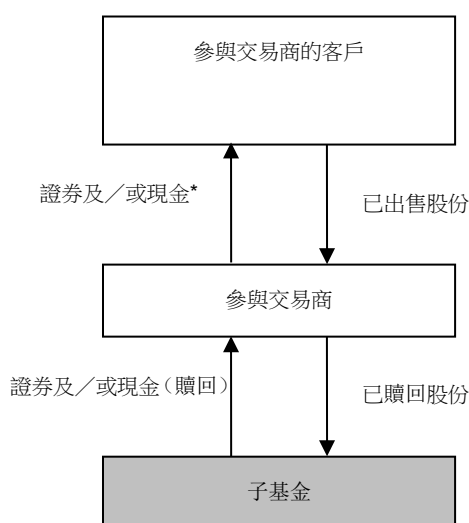 參與交易商的客戶
證券及／或現金*
已出售股份
參與交易商
證券及／或現金（贖回）
已贖回股份
子基金